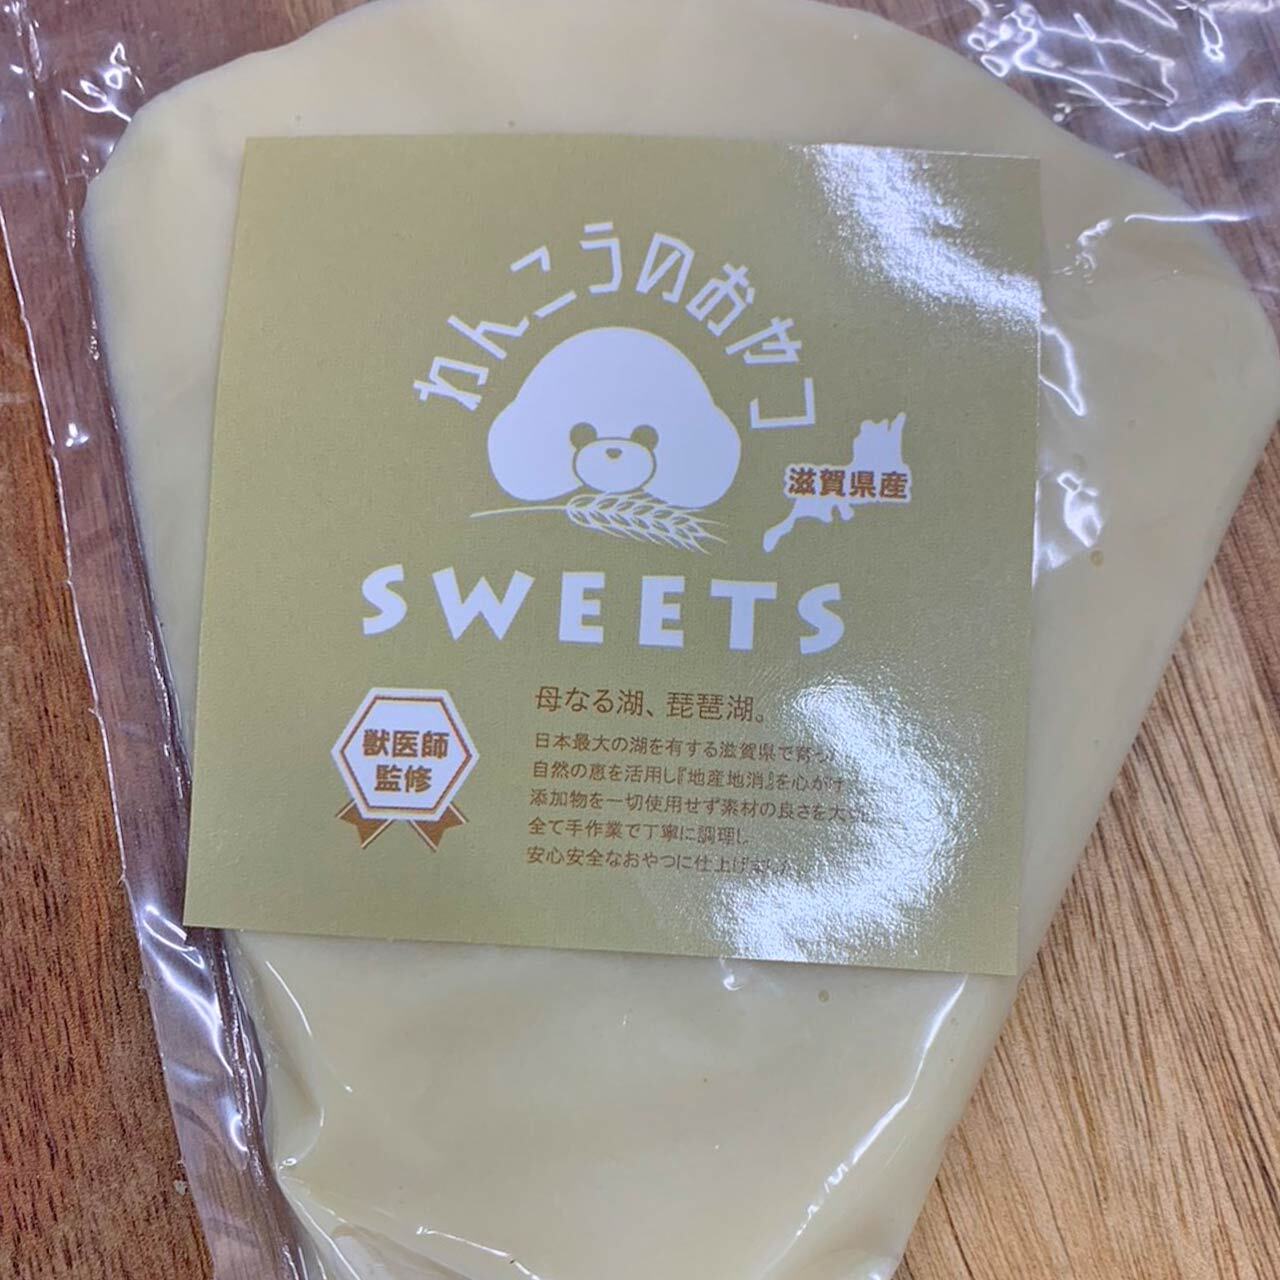 わんこうのおやつ
滋賀県産
SWEETS
獣医師
監修
母なる湖、琵琶湖。
日本最大の湖を有する滋賀県で育っ
自然の恵を活用し『地産地消』を心がけ
添加物を一切使用せず素材の良さを大切
全て手作業で丁寧に調理し
安心安全なおやつに仕上げました